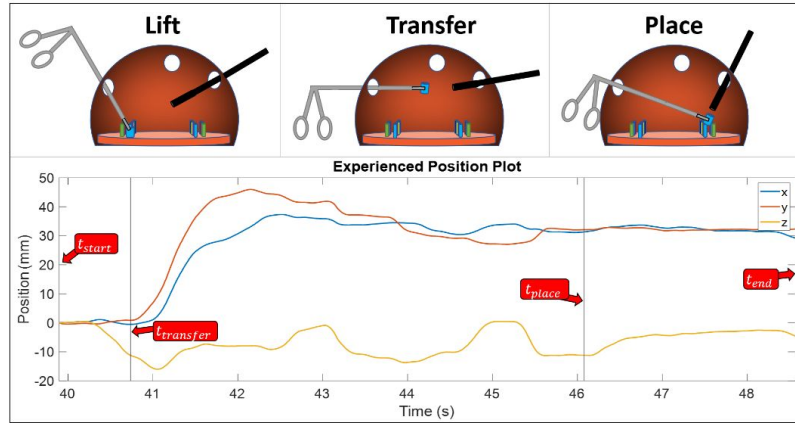 Lift
Transfer
Place
Experienced Position Plot
50
40
30
20
10
0
-10
-20
Position (mm)
x
y
z
t_start
t_transfer
t_place
t_end
40
41
42
43
44
45
46
47
48
Time (s)